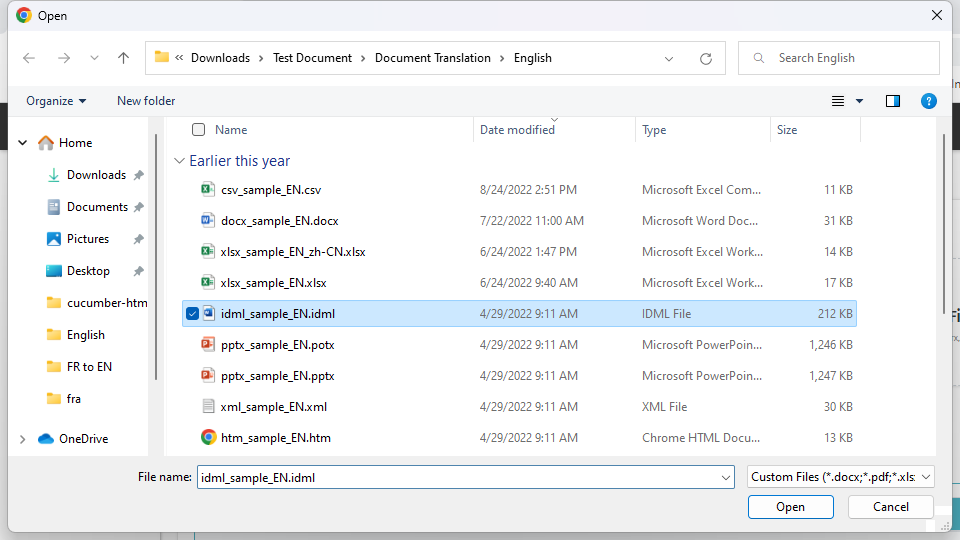 Open
« Downloads > Test Document > Document Translation > English
Search English
Organize
New folder
Name
Date modified
Type
Size
Home
Downloads
Documents
Pictures
Desktop
cucumber-htm
English
FR to EN
fra
OneDrive
Earlier this year
csv_sample_EN.csv 8/24/2022 2:51 PM Microsoft Excel Com... 11 KB
docx_sample_EN.docx 7/22/2022 11:00 AM Microsoft Word Doc... 31 KB
xlsx_sample_EN_zh-CN.xlsx 6/24/2022 1:47 PM Microsoft Excel Work... 14 KB
xlsx_sample_EN.xlsx 6/24/2022 9:40 AM Microsoft Excel Work... 17 KB
idml_sample_EN.idml 4/29/2022 9:11 AM IDML File 212 KB
pptx_sample_EN.potx 4/29/2022 9:11 AM Microsoft PowerPoin... 1,246 KB
pptx_sample_EN.pptx 4/29/2022 9:11 AM Microsoft PowerPoin... 1,247 KB
xml_sample_EN.xml 4/29/2022 9:11 AM XML File 30 KB
htm_sample_EN.htm 4/29/2022 9:11 AM Chrome HTML Docu... 13 KB
File name: idml_sample_EN.idml
Custom Files (*.docx;*.pdf;*.xls
Open
Cancel